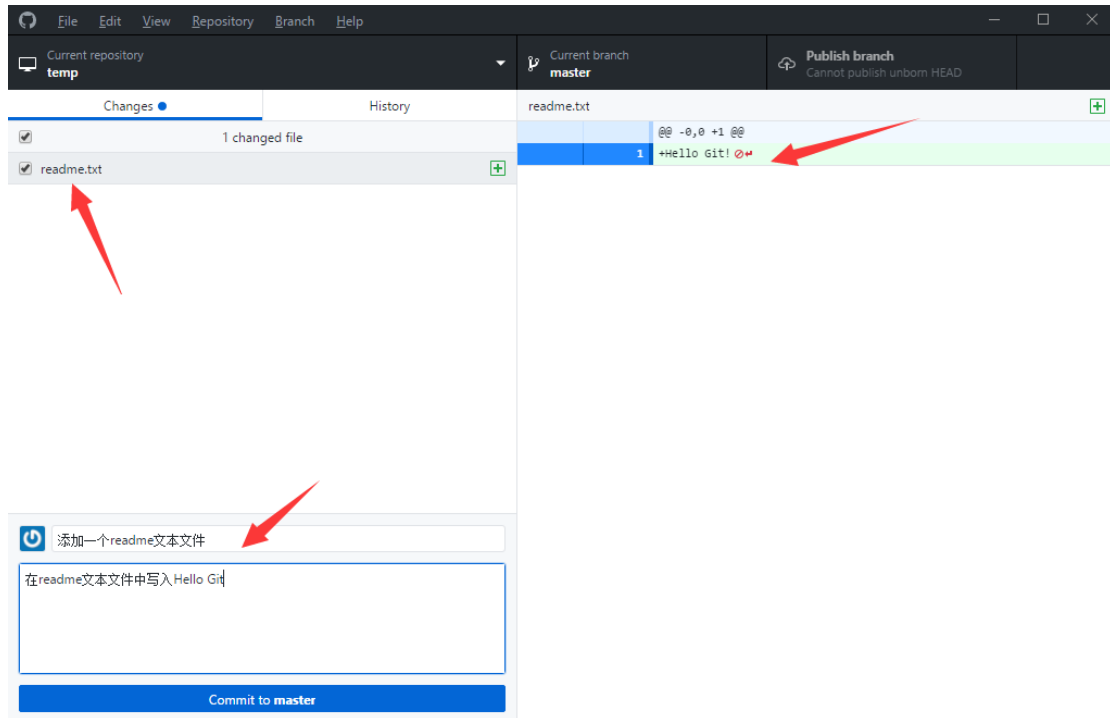 File Edit View Repository Branch Help
Current repository
temp
Current branch
master
Publish branch
Cannot publish unborn HEAD
Changes
History
1 changed file
readme.txt
readme.txt
@@ -0,0 +1 @@
1 +Hello Git!
添加一个readme文本文件
在readme文本文件中写入Hello Git
Commit to master